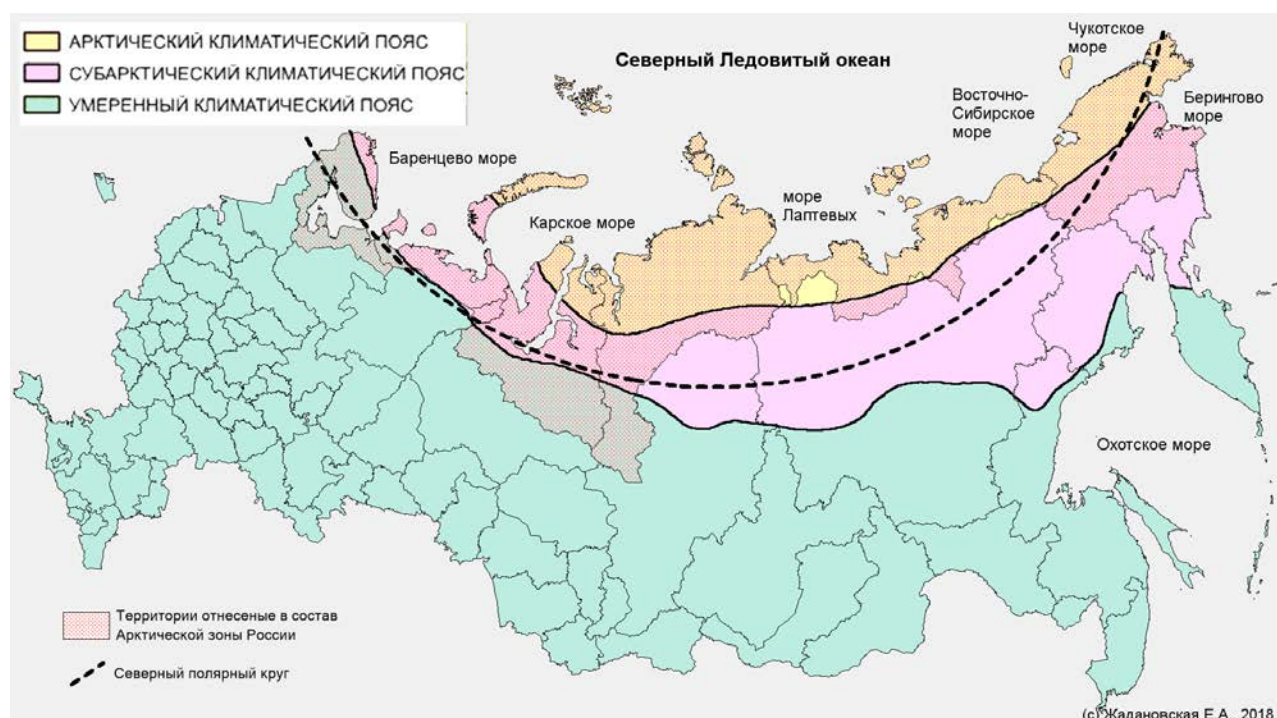 АРКТИЧЕСКИЙ КЛИМАТИЧЕСКИЙ ПОЯС
СУБАРКТИЧЕСКИЙ КЛИМАТИЧЕСКИЙ ПОЯС
УМЕРЕННЫЙ КЛИМАТИЧЕСКИЙ ПОЯС
Северный Ледовитый океан
Чукотское
море
Восточно-
Сибирское
море
Берингово
море
Баренцево море
море
Лаптевых
Карское море
Охотское море
Территории отнесеные в состав
Арктической зоны России
Северный полярный круг
(c) Жадановская Е.А., 2018